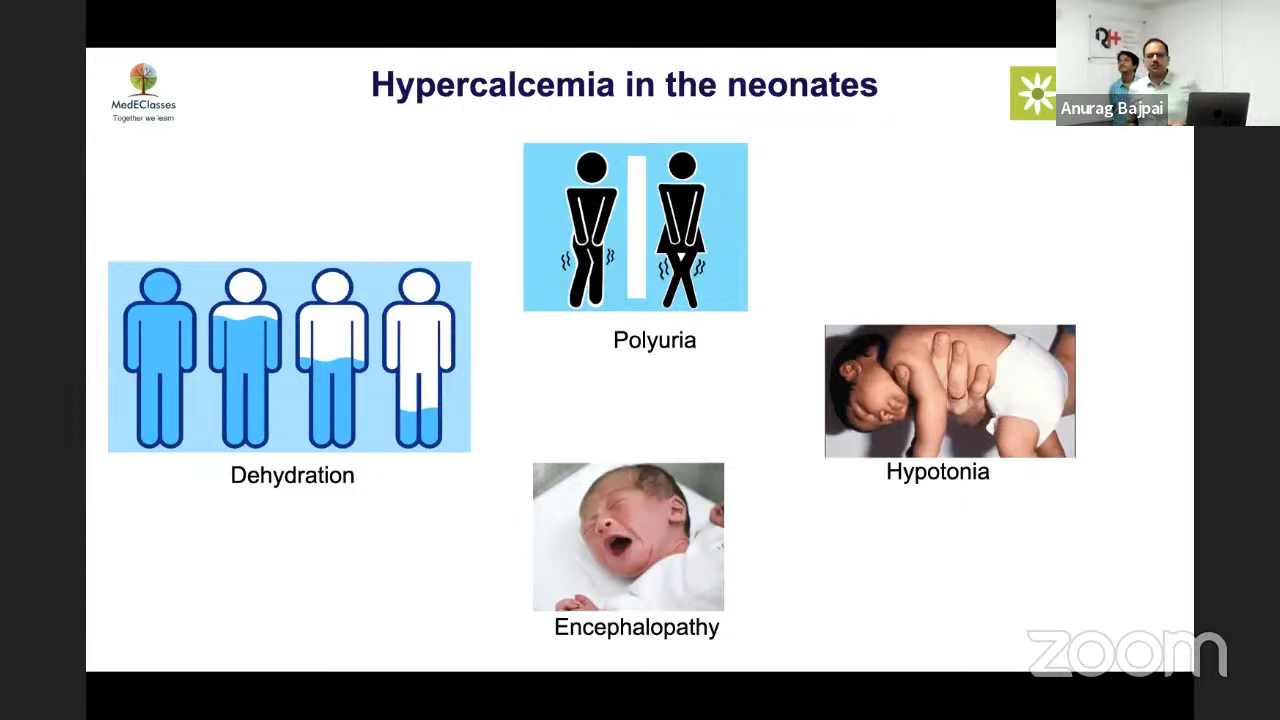 Hypercalcemia in the neonates
MedEClasses
Together we learn
Anurag Bajpai
Polyuria
Dehydration
Hypotonia
Encephalopathy
zoom